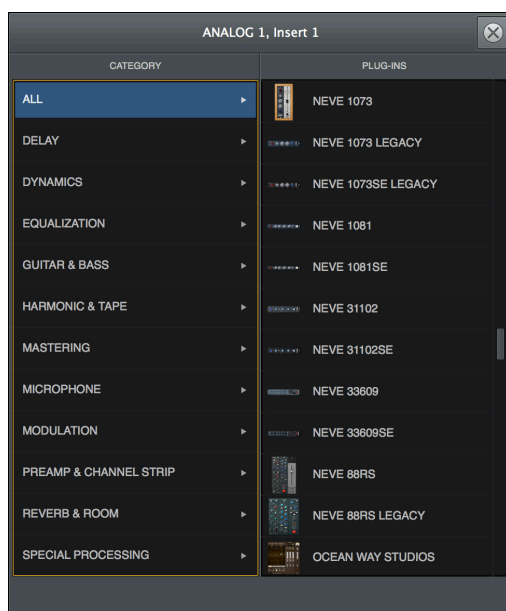 ANALOG 1, Insert 1
CATEGORY
PLUG-INS
ALL
DELAY
DYNAMICS
EQUALIZATION
GUITAR & BASS
HARMONIC & TAPE
MASTERING
MICROPHONE
MODULATION
PREAMP & CHANNEL STRIP
REVERB & ROOM
SPECIAL PROCESSING
NEVE 1073
NEVE 1073 LEGACY
NEVE 1073SE LEGACY
NEVE 1081
NEVE 1081SE
NEVE 31102
NEVE 31102SE
NEVE 33609
NEVE 33609SE
NEVE 88RS
NEVE 88RS LEGACY
OCEAN WAY STUDIOS